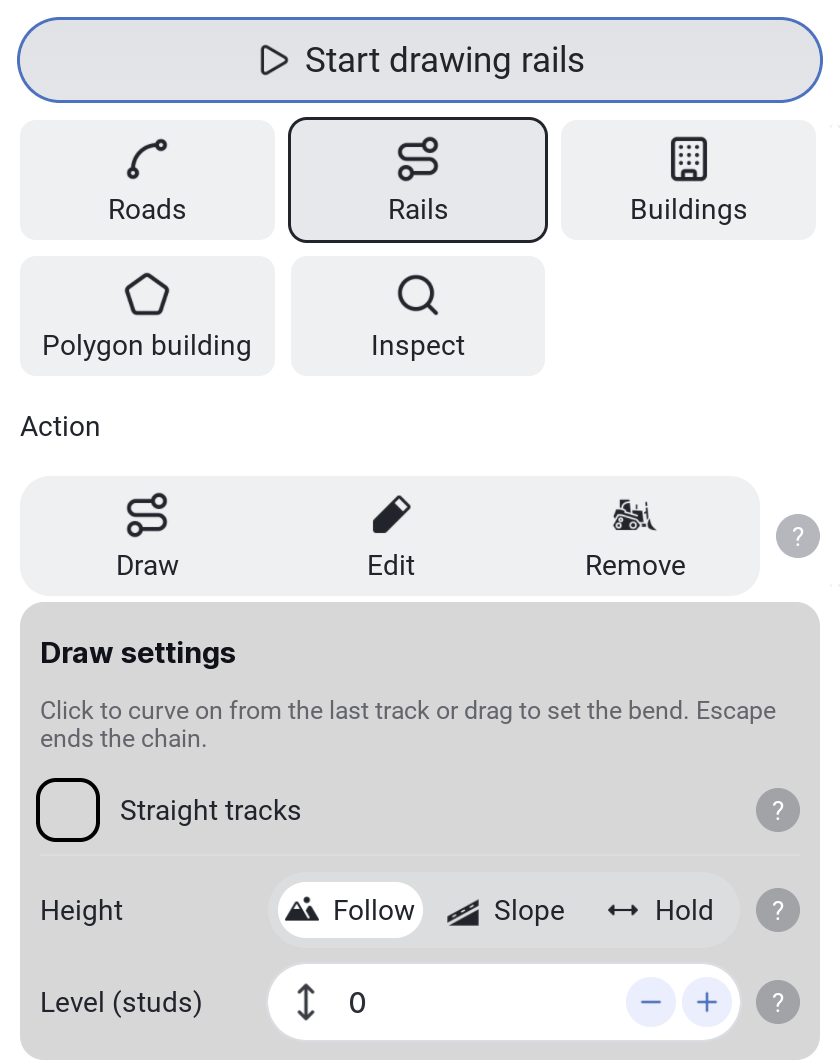 Start drawing rails
Roads
Rails
Buildings
Polygon building
Inspect
Action
Draw
Edit
Remove
?
Draw settings
Click to curve on from the last track or drag to set the bend. Escape
ends the chain.
Straight tracks
?
Height
Follow
Slope
Hold
?
Level (studs)
0
?